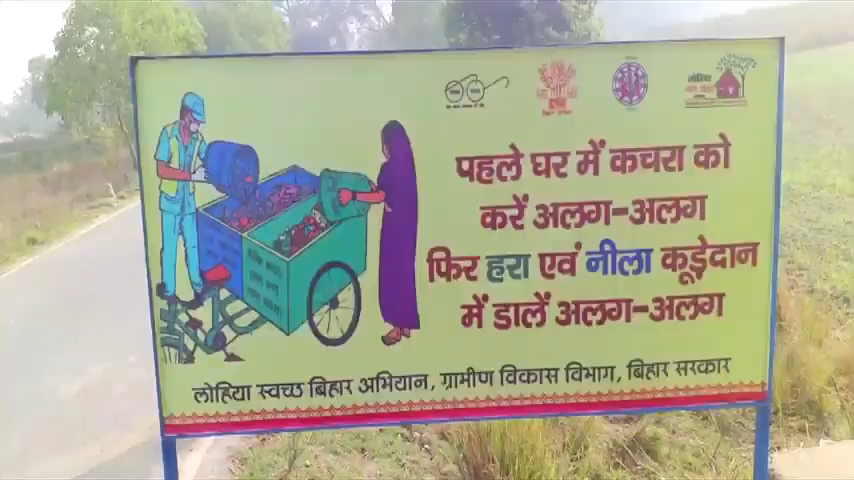 लोहिया
पहले घर में कचरा को
करें अलग-अलग
फिर हरा एवं नीला कूड़ेदान
में डालें अलग-अलग
लोहिया स्वच्छ बिहार अभियान, ग्रामीण विकास विभाग, बिहार सरकार